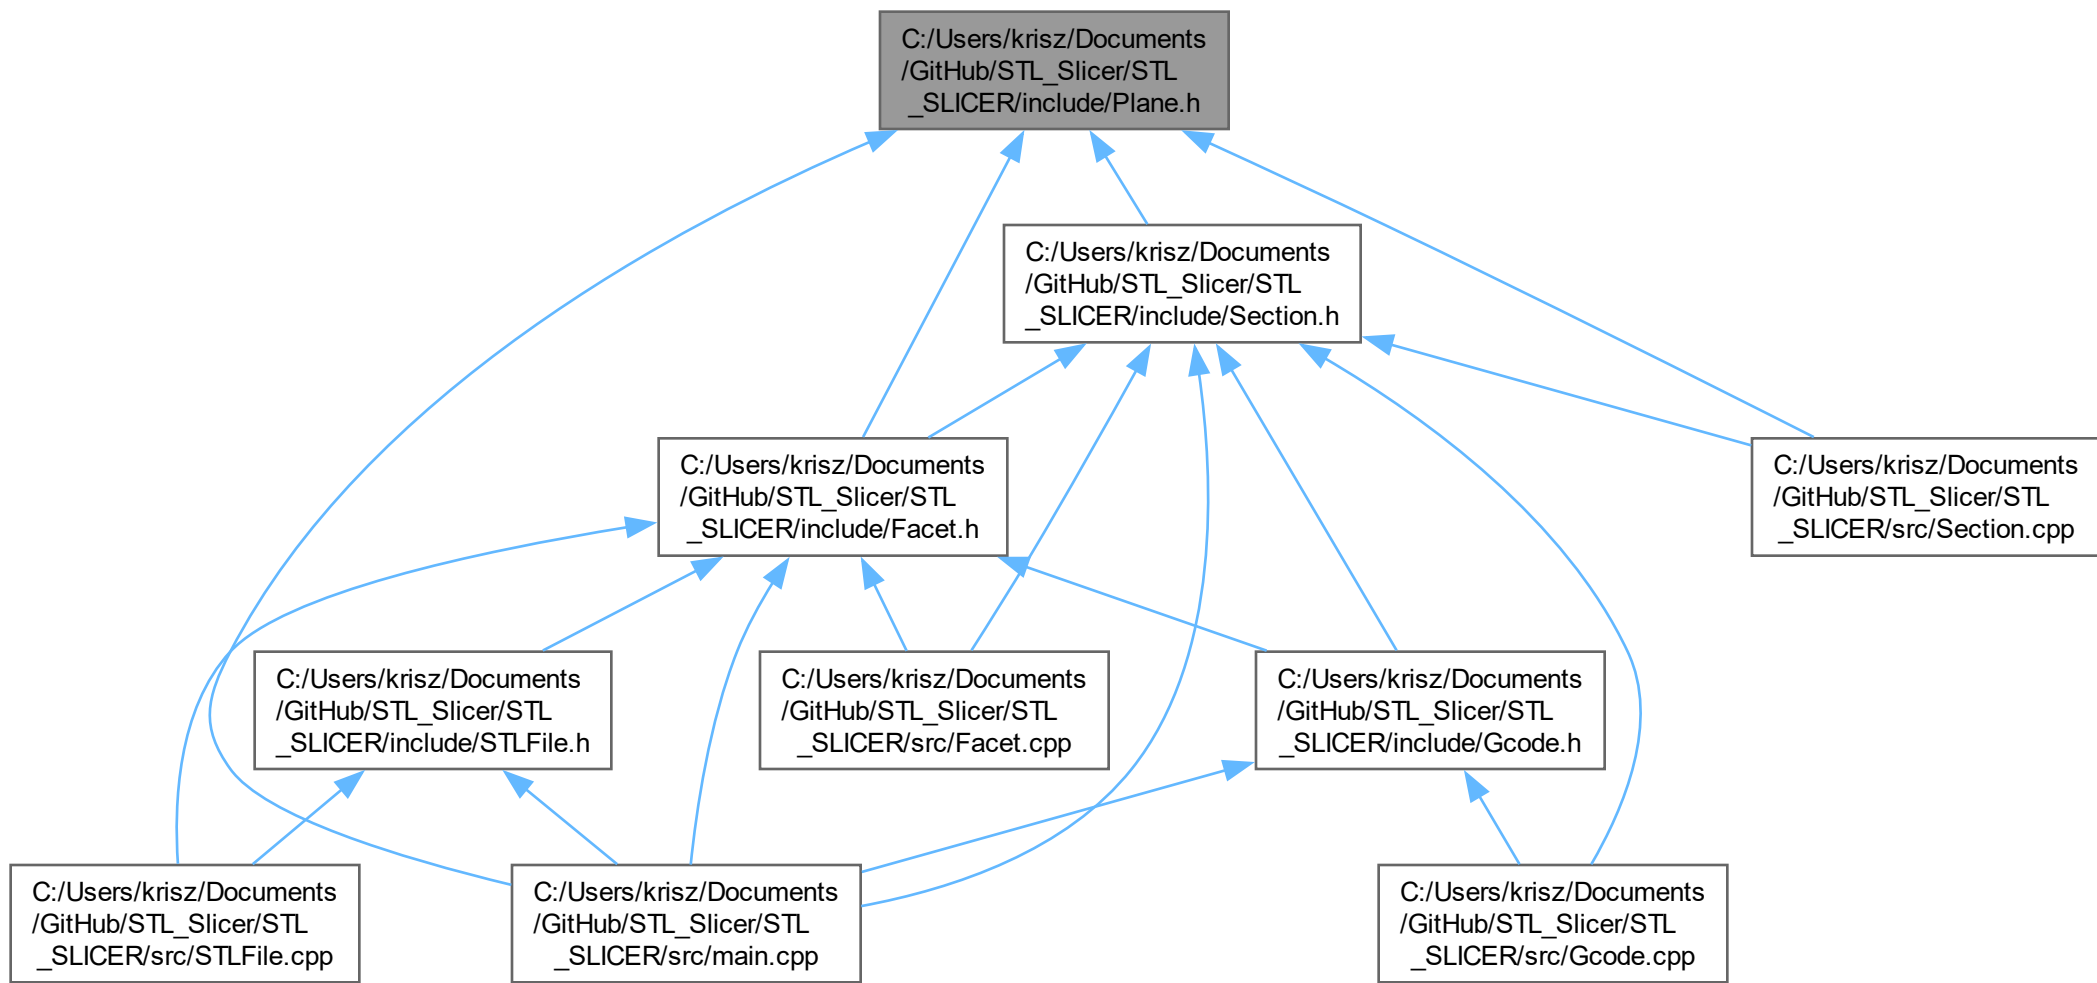 C:/Users/krisz/Documents
/GitHub/STL_Slicer/STL
_SLICER/include/Plane.h
C:/Users/krisz/Documents
/GitHub/STL_Slicer/STL
_SLICER/include/Section.h
C:/Users/krisz/Documents
/GitHub/STL_Slicer/STL
_SLICER/include/Facet.h
C:/Users/krisz/Documents
/GitHub/STL_Slicer/STL
_SLICER/src/Section.cpp
C:/Users/krisz/Documents
/GitHub/STL_Slicer/STL
_SLICER/include/STLFile.h
C:/Users/krisz/Documents
/GitHub/STL_Slicer/STL
_SLICER/src/Facet.cpp
C:/Users/krisz/Documents
/GitHub/STL_Slicer/STL
_SLICER/include/Gcode.h
C:/Users/krisz/Documents
/GitHub/STL_Slicer/STL
_SLICER/src/STLFile.cpp
C:/Users/krisz/Documents
/GitHub/STL_Slicer/STL
_SLICER/src/main.cpp
C:/Users/krisz/Documents
/GitHub/STL_Slicer/STL
_SLICER/src/Gcode.cpp